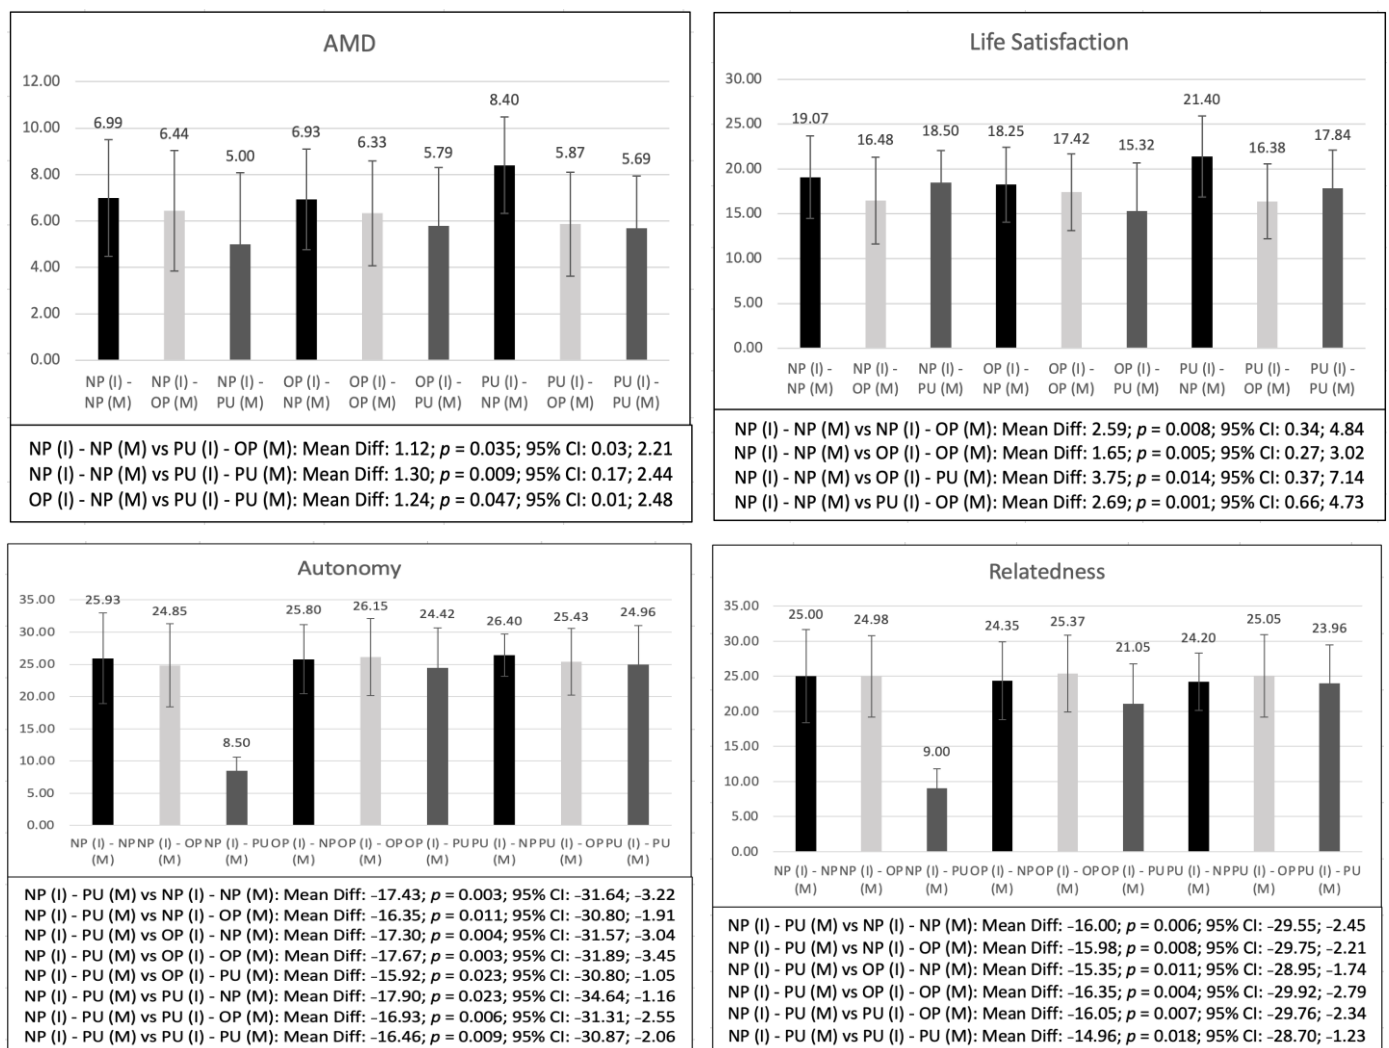 AMD
12.00
10.00
8.00
6.00
4.00
2.00
0.00
6.99
6.44
5.00
6.93
6.33
5.79
8.40
5.87
5.69
NP (I) - NP (I) - NP (I) - OP (I) - OP (I) - OP (I) - PU (I) - PU (I) - PU (I) -
NP (M) OP (M) PU (M) NP (M) OP (M) PU (M) NP (M) OP (M) PU (M)
NP (I) - NP (M) vs PU (I) - OP (M): Mean Diff: 1.12; p = 0.035; 95% CI: 0.03; 2.21
NP (I) - NP (M) vs PU (I) - PU (M): Mean Diff: 1.30; p = 0.009; 95% CI: 0.17; 2.44
OP (I) - NP (M) vs PU (I) - PU (M): Mean Diff: 1.24; p = 0.047; 95% CI: 0.01; 2.48
Life Satisfaction
30.00
25.00
20.00
15.00
10.00
5.00
0.00
19.07
16.48
18.50
18.25
17.42
15.32
21.40
16.38
17.84
NP (I) - NP (I) - NP (I) - OP (I) - OP (I) - OP (I) - PU (I) - PU (I) - PU (I) -
NP (M) OP (M) PU (M) NP (M) OP (M) PU (M) NP (M) OP (M) PU (M)
NP (I) - NP (M) vs NP (I) - OP (M): Mean Diff: 2.59; p = 0.008; 95% CI: 0.34; 4.84
NP (I) - NP (M) vs OP (I) - OP (M): Mean Diff: 1.65; p = 0.005; 95% CI: 0.27; 3.02
NP (I) - NP (M) vs OP (I) - PU (M): Mean Diff: 3.75; p = 0.014; 95% CI: 0.37; 7.14
NP (I) - NP (M) vs PU (I) - OP (M): Mean Diff: 2.69; p = 0.001; 95% CI: 0.66; 4.73
Autonomy
35.00
30.00
25.00
20.00
15.00
10.00
5.00
0.00
25.93
24.85
8.50
25.80
26.15
24.42
26.40
25.43
24.96
NP (I) - NP NP (I) - OP NP (I) - PU OP (I) - NP OP (I) - OP OP (I) - PU PU (I) - NP PU (I) - OP PU (I) - PU
(M) (M) (M) (M) (M) (M) (M) (M) (M)
NP (I) - PU (M) vs NP (I) - NP (M): Mean Diff: −17.43; p = 0.003; 95% CI: −31.64; −3.22
NP (I) - PU (M) vs NP (I) - OP (M): Mean Diff: −16.35; p = 0.011; 95% CI: −30.80; −1.91
NP (I) - PU (M) vs OP (I) - NP (M): Mean Diff: −17.30; p = 0.004; 95% CI: −31.57; −3.04
NP (I) - PU (M) vs OP (I) - OP (M): Mean Diff: −17.67; p = 0.003; 95% CI: −31.89; −3.45
NP (I) - PU (M) vs OP (I) - PU (M): Mean Diff: −15.92; p = 0.023; 95% CI: −30.80; −1.05
NP (I) - PU (M) vs PU (I) - NP (M): Mean Diff: −17.90; p = 0.023; 95% CI: −34.64; −1.16
NP (I) - PU (M) vs PU (I) - OP (M): Mean Diff: −16.93; p = 0.006; 95% CI: −31.31; −2.55
NP (I) - PU (M) vs PU (I) - PU (M): Mean Diff: −16.46; p = 0.009; 95% CI: −30.87; −2.06
Relatedness
35.00
30.00
25.00
20.00
15.00
10.00
5.00
0.00
25.00
24.98
9.00
24.35
25.37
21.05
24.20
25.05
23.96
NP (I) - NP NP (I) - OP NP (I) - PU OP (I) - NP OP (I) - OP OP (I) - PU PU (I) - NP PU (I) - OP PU (I) - PU
(M) (M) (M) (M) (M) (M) (M) (M) (M)
NP (I) - PU (M) vs NP (I) - NP (M): Mean Diff: −16.00; p = 0.006; 95% CI: −29.55; −2.45
NP (I) - PU (M) vs NP (I) - OP (M): Mean Diff: −15.98; p = 0.008; 95% CI: −29.75; −2.21
NP (I) - PU (M) vs OP (I) - NP (M): Mean Diff: −15.35; p = 0.011; 95% CI: −28.95; −1.74
NP (I) - PU (M) vs OP (I) - OP (M): Mean Diff: −16.35; p = 0.004; 95% CI: −29.92; −2.79
NP (I) - PU (M) vs PU (I) - OP (M): Mean Diff: −16.05; p = 0.007; 95% CI: −29.76; −2.34
NP (I) - PU (M) vs PU (I) - PU (M): Mean Diff: −14.96; p = 0.018; 95% CI: −28.70; −1.23